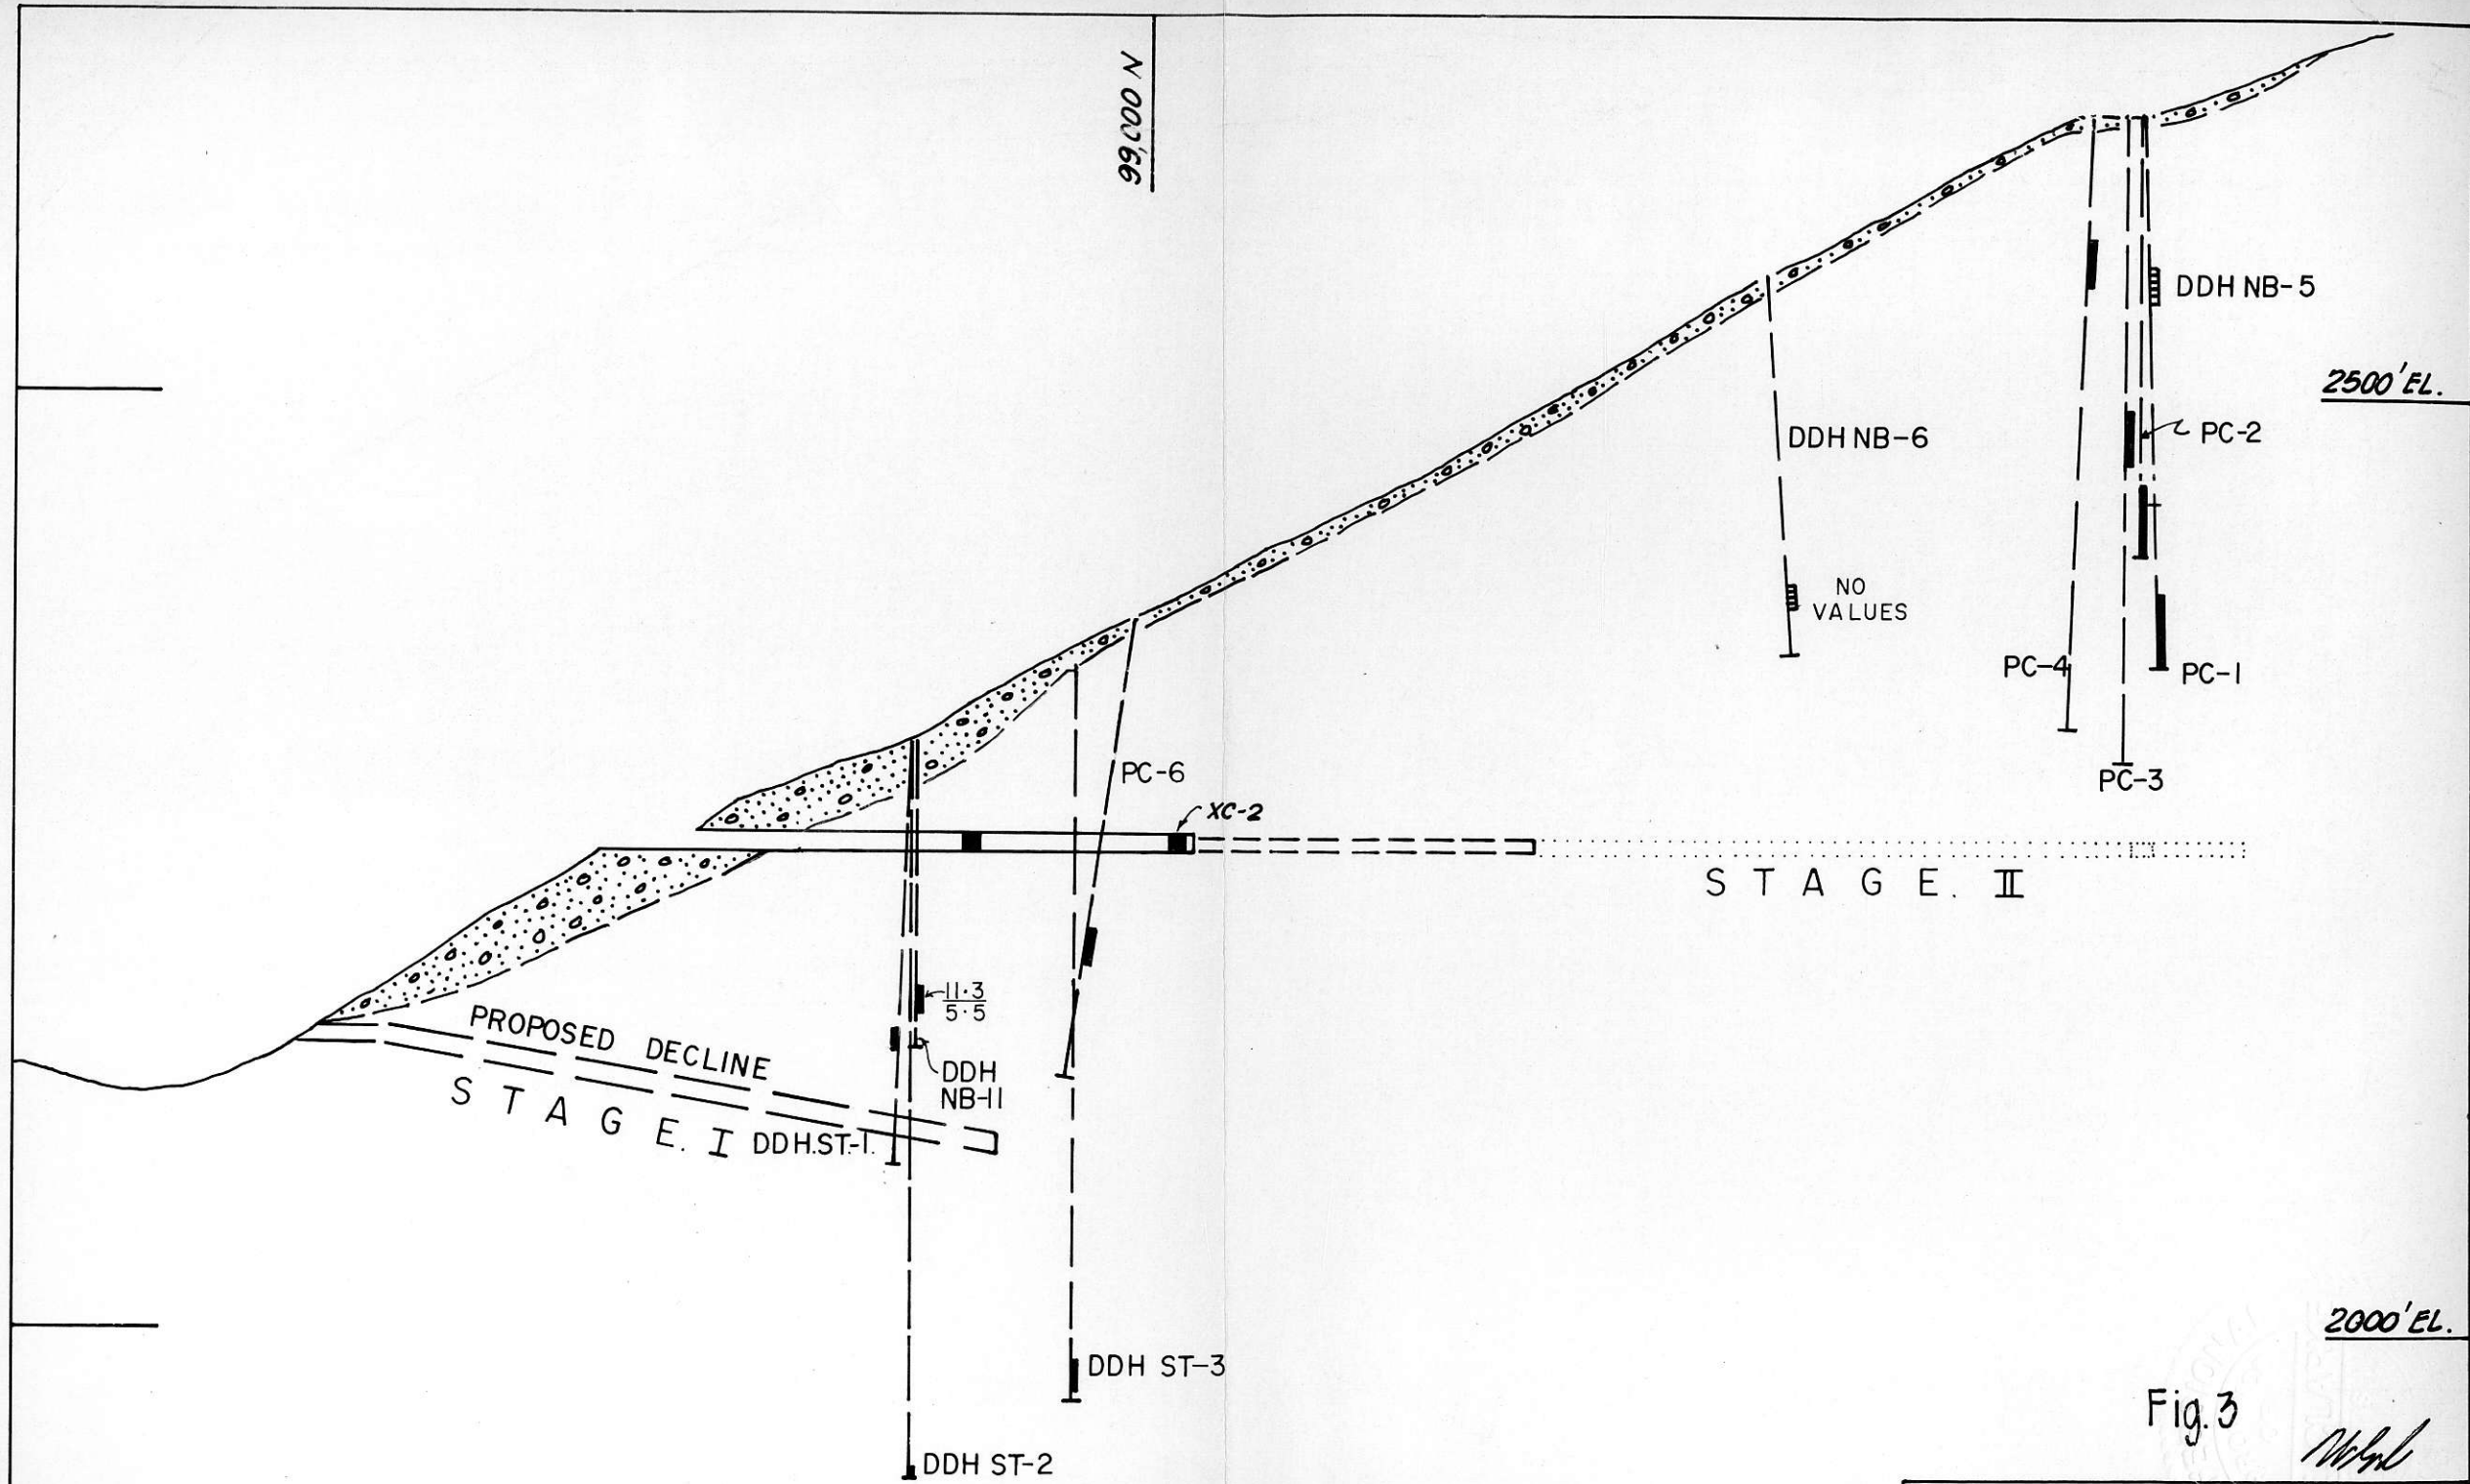 99,000 N
DDH NB-5
2500' EL.
DDH NB-6
PC-2
NO
VALUES
PC-4
PC-1
PC-6
PC-3
XC-2
STAGE. II
11.3
5.5
PROPOSED DECLINE
DDH
NB-11
STAGE. I
DDH.ST-1.
2000' EL.
DDH ST-3
Fig.3
DDH ST-2